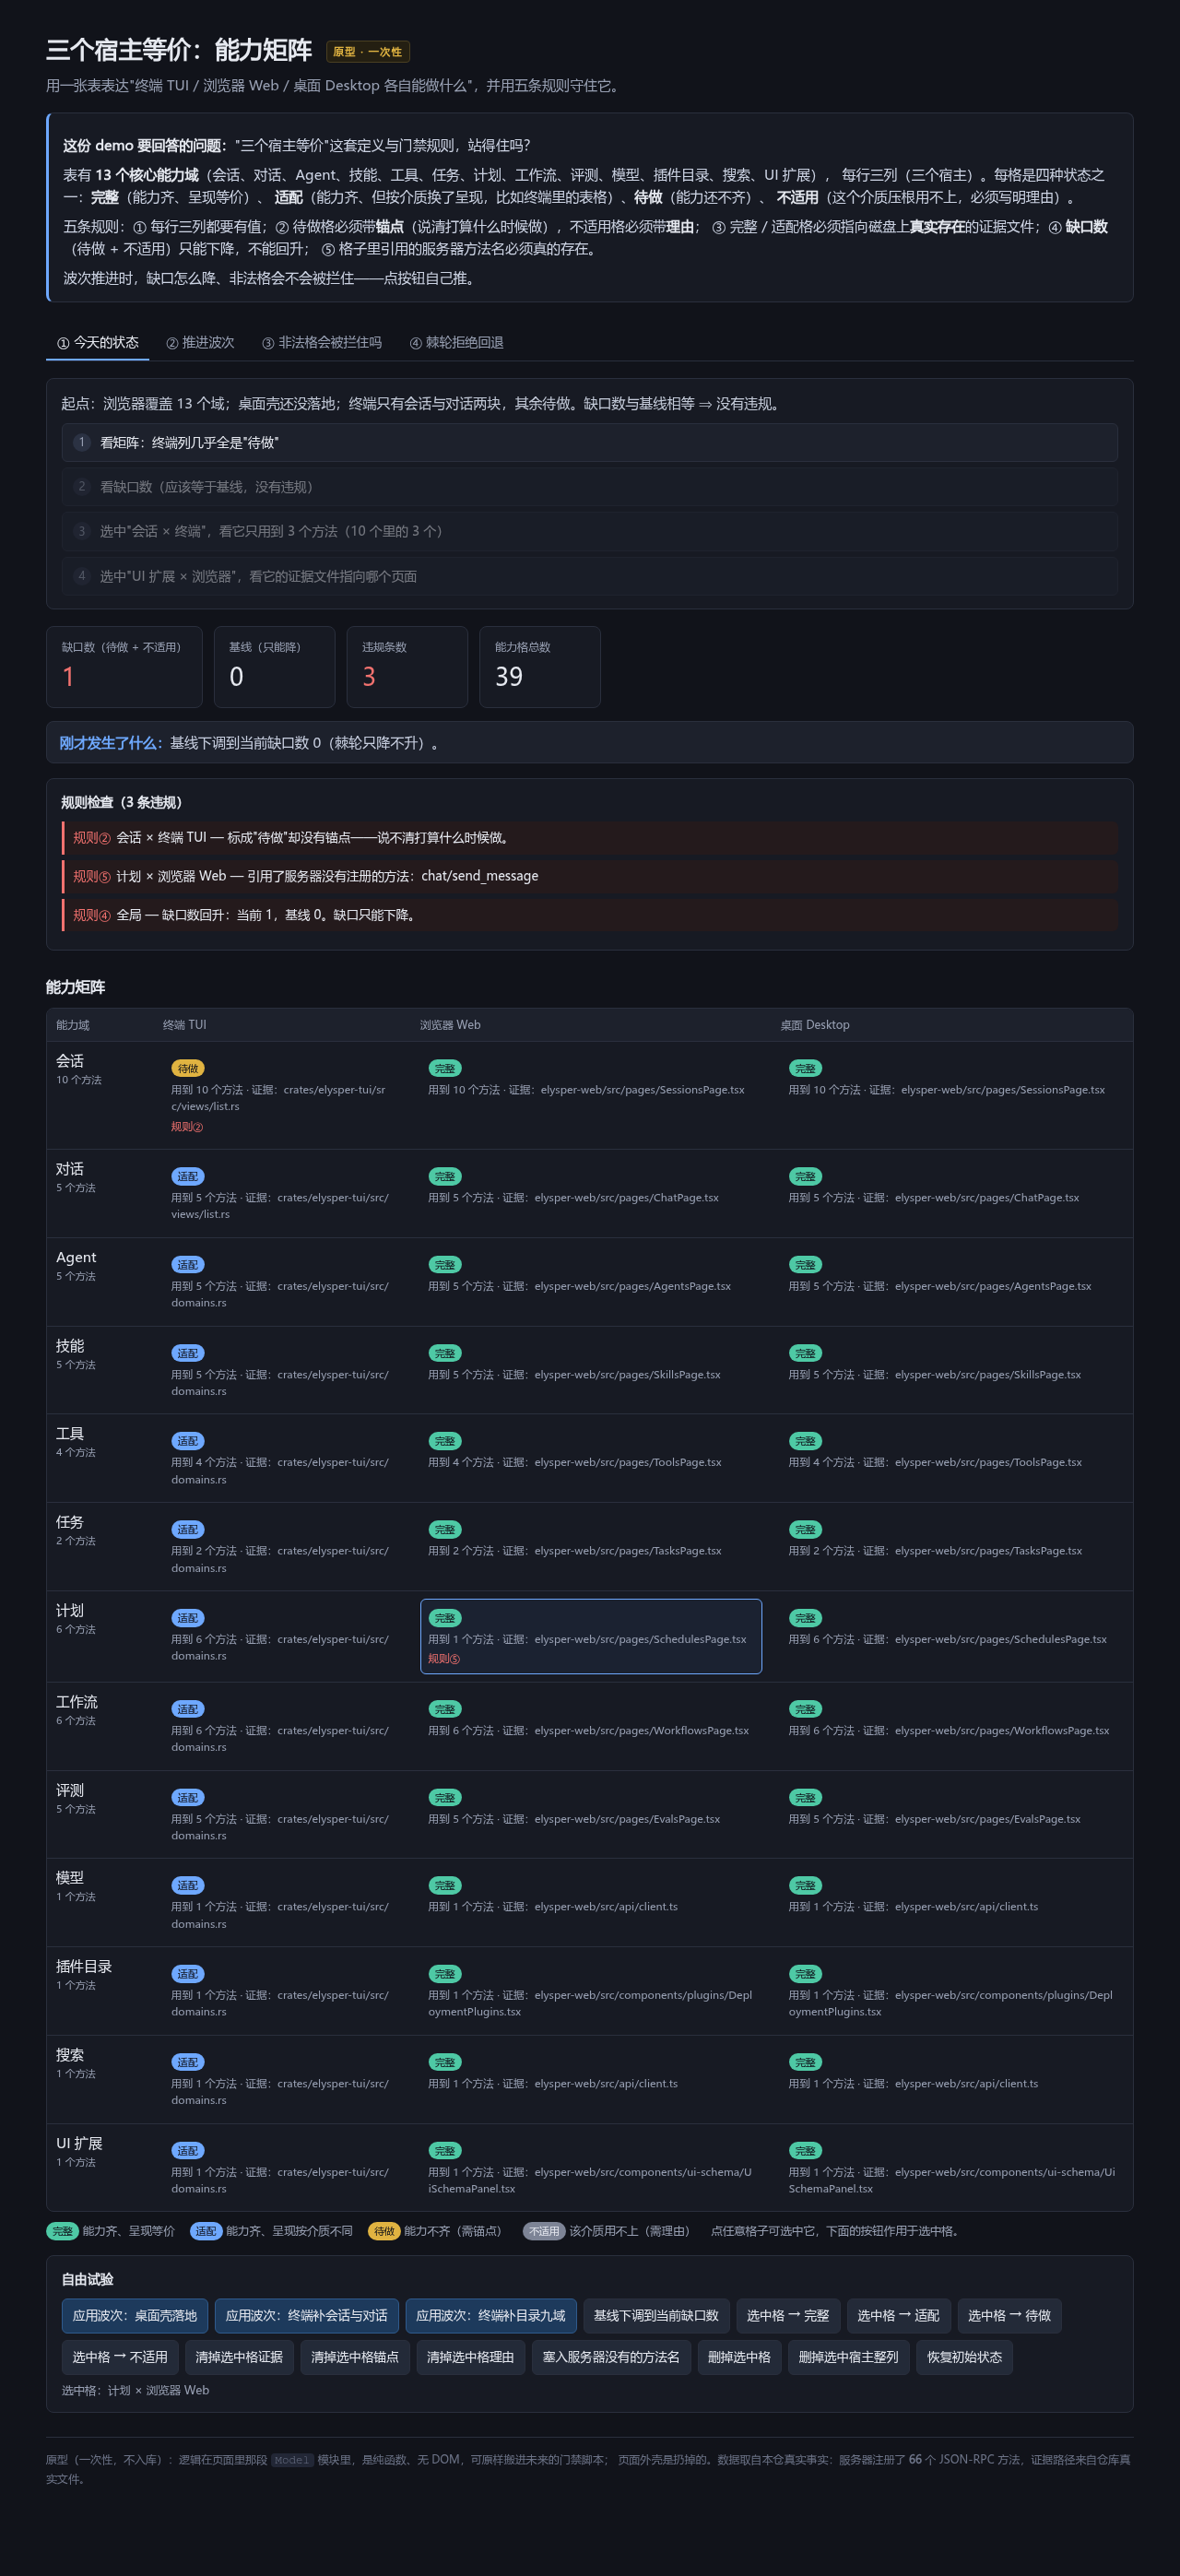 三个宿主等价：能力矩阵 原型 · 一次性
用一张表表达"终端 TUI / 浏览器 Web / 桌面 Desktop 各自能做什么"，并用五条规则守住它。
这份 demo 要回答的问题："三个宿主等价"这套定义与门禁规则，站得住吗？
表有 13 个核心能力域（会话、对话、Agent、技能、工具、任务、计划、工作流、评测、模型、插件目录、搜索、UI 扩展）， 每行三列（三个宿主）。每格是四种状态之
一：完整（能力齐、呈现等价）、 适配（能力齐、但按介质换了呈现，比如终端里的表格）、待做（能力还不齐）、 不适用（这个介质压根用不上，必须写明理由）。
五条规则：① 每行三列都要有值；② 待做格必须带锚点（说清打算什么时候做），不适用格必须带理由； ③ 完整 / 适配格必须指向磁盘上真实存在的证据文件；④ 缺口数
（待做 + 不适用）只能下降，不能回升； ⑤ 格子里引用的服务器方法名必须真的存在。
波次推进时，缺口怎么降、非法格会不会被拦住——点按钮自己推。
① 今天的状态 ② 推进波次 ③ 非法格会被拦住吗 ④ 棘轮拒绝回退
起点：浏览器覆盖 13 个域；桌面壳还没落地；终端只有会话与对话两块，其余待做。缺口数与基线相等 ⇒ 没有违规。
1 看矩阵：终端列几乎全是"待做"
2 看缺口数（应该等于基线，没有违规）
3 选中"会话 × 终端"，看它只用到 3 个方法（10 个里的 3 个）
4 选中"UI 扩展 × 浏览器"，看它的证据文件指向哪个页面
缺口数（待做 + 不适用） 基线（只能降） 违规条数 能力格总数
1 0 3 39
刚才发生了什么：基线下调到当前缺口数 0（棘轮只降不升）。
规则检查（3 条违规）
规则② 会话 × 终端 TUI — 标成"待做"却没有锚点——说不清打算什么时候做。
规则⑤ 计划 × 浏览器 Web — 引用了服务器没有注册的方法：chat/send_message
规则④ 全局 — 缺口数回升：当前 1，基线 0。缺口只能下降。
能力矩阵
能力域 终端 TUI 浏览器 Web 桌面 Desktop
会话 待做 完整 完整
10 个方法 用到 10 个方法 · 证据：crates/elysper-tui/sr 用到 10 个方法 · 证据：elysper-web/src/pages/SessionsPage.tsx 用到 10 个方法 · 证据：elysper-web/src/pages/SessionsPage.tsx
c/views/list.rs
规则②
对话 适配 完整 完整
5 个方法 用到 5 个方法 · 证据：crates/elysper-tui/src/ 用到 5 个方法 · 证据：elysper-web/src/pages/ChatPage.tsx 用到 5 个方法 · 证据：elysper-web/src/pages/ChatPage.tsx
views/list.rs
Agent 适配 完整 完整
5 个方法 用到 5 个方法 · 证据：crates/elysper-tui/src/ 用到 5 个方法 · 证据：elysper-web/src/pages/AgentsPage.tsx 用到 5 个方法 · 证据：elysper-web/src/pages/AgentsPage.tsx
domains.rs
技能 适配 完整 完整
5 个方法 用到 5 个方法 · 证据：crates/elysper-tui/src/ 用到 5 个方法 · 证据：elysper-web/src/pages/SkillsPage.tsx 用到 5 个方法 · 证据：elysper-web/src/pages/SkillsPage.tsx
domains.rs
工具 适配 完整 完整
4 个方法 用到 4 个方法 · 证据：crates/elysper-tui/src/ 用到 4 个方法 · 证据：elysper-web/src/pages/ToolsPage.tsx 用到 4 个方法 · 证据：elysper-web/src/pages/ToolsPage.tsx
domains.rs
任务 适配 完整 完整
2 个方法 用到 2 个方法 · 证据：crates/elysper-tui/src/ 用到 2 个方法 · 证据：elysper-web/src/pages/TasksPage.tsx 用到 2 个方法 · 证据：elysper-web/src/pages/TasksPage.tsx
domains.rs
计划 适配 完整 完整
6 个方法 用到 6 个方法 · 证据：crates/elysper-tui/src/ 用到 1 个方法 · 证据：elysper-web/src/pages/SchedulesPage.tsx 用到 6 个方法 · 证据：elysper-web/src/pages/SchedulesPage.tsx
domains.rs 规则⑤
工作流 适配 完整 完整
6 个方法 用到 6 个方法 · 证据：crates/elysper-tui/src/ 用到 6 个方法 · 证据：elysper-web/src/pages/WorkflowsPage.tsx 用到 6 个方法 · 证据：elysper-web/src/pages/WorkflowsPage.tsx
domains.rs
评测 适配 完整 完整
5 个方法 用到 5 个方法 · 证据：crates/elysper-tui/src/ 用到 5 个方法 · 证据：elysper-web/src/pages/EvalsPage.tsx 用到 5 个方法 · 证据：elysper-web/src/pages/EvalsPage.tsx
domains.rs
模型 适配 完整 完整
1 个方法 用到 1 个方法 · 证据：crates/elysper-tui/src/ 用到 1 个方法 · 证据：elysper-web/src/api/client.ts 用到 1 个方法 · 证据：elysper-web/src/api/client.ts
domains.rs
插件目录 适配 完整 完整
1 个方法 用到 1 个方法 · 证据：crates/elysper-tui/src/ 用到 1 个方法 · 证据：elysper-web/src/components/plugins/Depl 用到 1 个方法 · 证据：elysper-web/src/components/plugins/Depl
domains.rs oymentPlugins.tsx oymentPlugins.tsx
搜索 适配 完整 完整
1 个方法 用到 1 个方法 · 证据：crates/elysper-tui/src/ 用到 1 个方法 · 证据：elysper-web/src/api/client.ts 用到 1 个方法 · 证据：elysper-web/src/api/client.ts
domains.rs
UI 扩展 适配 完整 完整
1 个方法 用到 1 个方法 · 证据：crates/elysper-tui/src/ 用到 1 个方法 · 证据：elysper-web/src/components/ui-schema/U 用到 1 个方法 · 证据：elysper-web/src/components/ui-schema/Ui
domains.rs iSchemaPanel.tsx SchemaPanel.tsx
完整 能力齐、呈现等价 适配 能力齐、呈现按介质不同 待做 能力不齐（需锚点） 不适用 该介质用不上（需理由） 点任意格子可选中它，下面的按钮作用于选中格。
自由试验
应用波次：桌面壳落地 应用波次：终端补会话与对话 应用波次：终端补目录九域 基线下调到当前缺口数 选中格 → 完整 选中格 → 适配 选中格 → 待做
选中格 → 不适用 清掉选中格证据 清掉选中格锚点 清掉选中格理由 塞入服务器没有的方法名 删掉选中格 删掉选中宿主整列 恢复初始状态
选中格：计划 × 浏览器 Web
原型（一次性，不入库）：逻辑在页面里那段 Model 模块里，是纯函数、无 DOM，可原样搬进未来的门禁脚本； 页面外壳是扔掉的。数据取自本仓真实事实：服务器注册了 66 个 JSON-RPC 方法，证据路径来自仓库真
实文件。